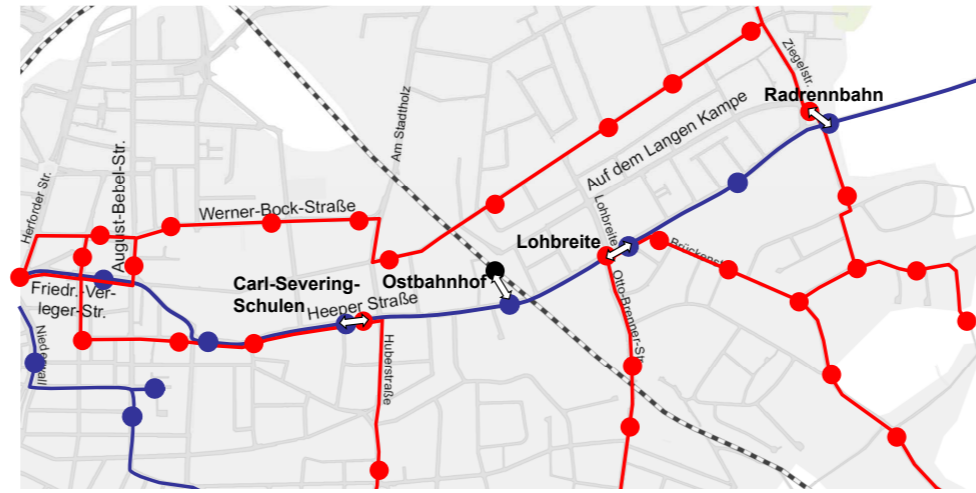 Ziegelstr.
Radrennbahn
Am Stadtholz
Auf dem Langen Kampe
Herforder Str.
August-Bebel-Str.
Werner-Bock-Straße
Lohbreite
Lohbreite
Carl-Severing-
Schulen
Ostbahnhof
Friedr.-Ver-
leger-Str.
Heeper Straße
Otto-Brenner-Str.
Huberstraße